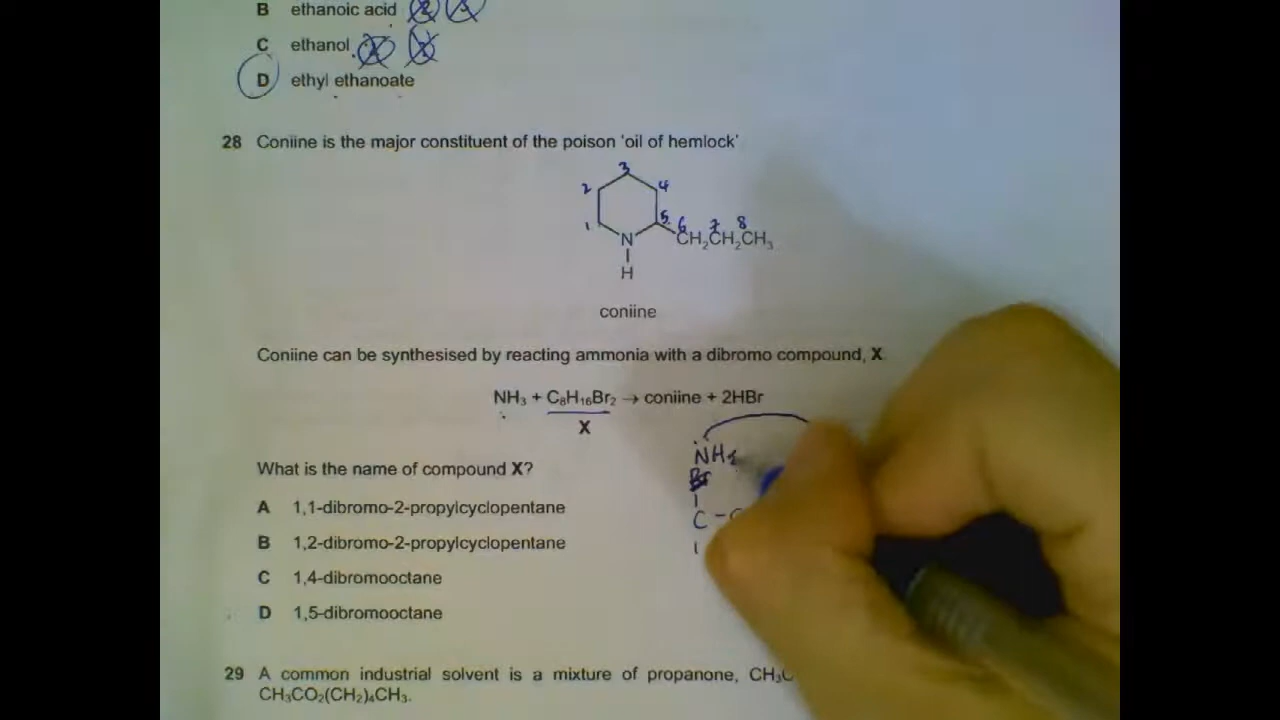 B ethanoic acid
C ethanol
D ethyl ethanoate
28 Coniine is the major constituent of the poison 'oil of hemlock'
3
2 4
1 5 6 7 8
N CH₂CH₂CH₃
H
coniine
Coniine can be synthesised by reacting ammonia with a dibromo compound, X
NH₃ + C₈H₁₆Br₂ → coniine + 2HBr
X
NH₂
What is the name of compound X?
Br
A 1,1-dibromo-2-propylcyclopentane
C – C
B 1,2-dibromo-2-propylcyclopentane
C 1,4-dibromooctane
D 1,5-dibromooctane
29 A common industrial solvent is a mixture of propanone,
CH₃CO₂(CH₂)₄CH₃.